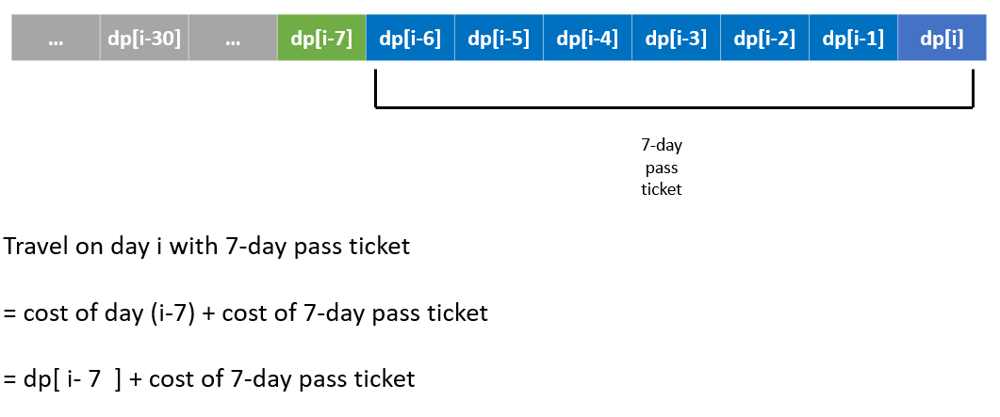 ... dp[i-30] ... dp[i-7] dp[i-6] dp[i-5] dp[i-4] dp[i-3] dp[i-2] dp[i-1] dp[i]
7-day
pass
ticket
Travel on day i with 7-day pass ticket
= cost of day (i-7) + cost of 7-day pass ticket
= dp[ i- 7  ] + cost of 7-day pass ticket